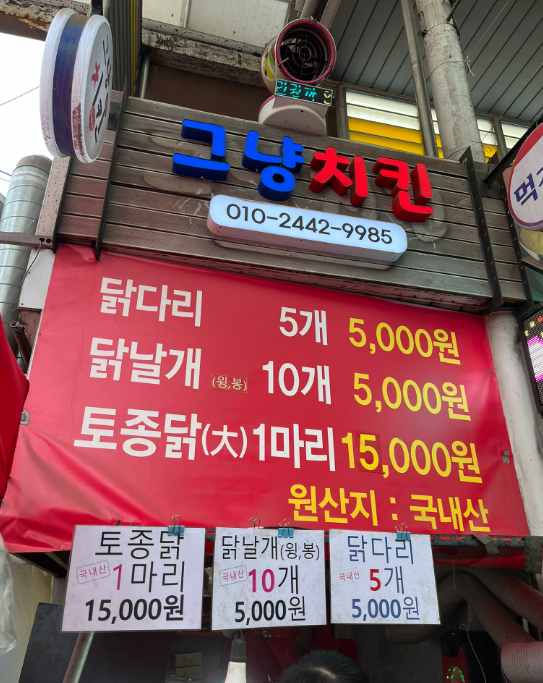 그냥치킨
010-2442-9985
먹
닭다리 5개 5,000원
닭날개 (윙,봉) 10개 5,000원
토종닭(大) 1마리 15,000원
원산지 : 국내산
토종닭
국내산 1마리
15,000원
닭날개(윙봉)
국내산 10개
5,000원
닭다리
국내산 5개
5,000원